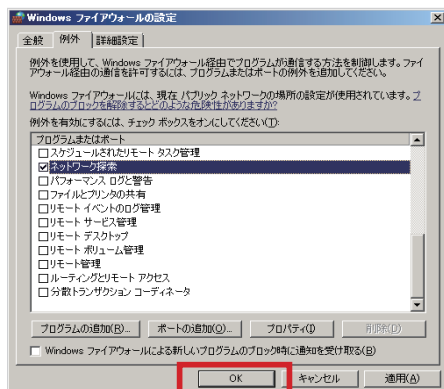 Windows ファイアウォールの設定
全般 例外 詳細設定
例外を使用して、Windows ファイアウォール経由でプログラムが通信する方法を制御します。ファイ
アウォール経由の通信を許可するには、プログラムまたはポートの例外を追加してください。
Windows ファイアウォールには、現在 パブリック ネットワークの場所の設定が使用されています。プ
ログラムのブロックを解除するとどのような危険性がありますか?
例外を有効にするには、チェック ボックスをオンにしてください(T):
プログラムまたはポート
スケジュールされたリモート タスク管理
ネットワーク探索
パフォーマンス ログと警告
ファイルとプリンタの共有
リモート イベントのログ管理
リモート サービス管理
リモート デスクトップ
リモート ボリューム管理
リモート管理
ルーティングとリモート アクセス
分散トランザクション コーディネータ
プログラムの追加(R)... ポートの追加(O)... プロパティ(I) 削除(D)
Windows ファイアウォールによる新しいプログラムのブロック時に通知を受け取る(B)
OK キャンセル 適用(A)